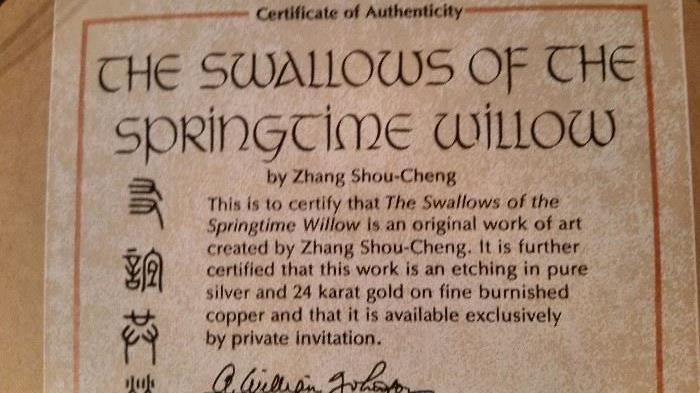 Certificate of Authenticity
THE SWALLOWS OF THE
SPRINGTIME WILLOW
by Zhang Shou-Cheng
This is to certify that The Swallows of the
Springtime Willow is an original work of art
created by Zhang Shou-Cheng. It is further
certified that this work is an etching in pure
silver and 24 karat gold on fine burnished
copper and that it is available exclusively
by private invitation.